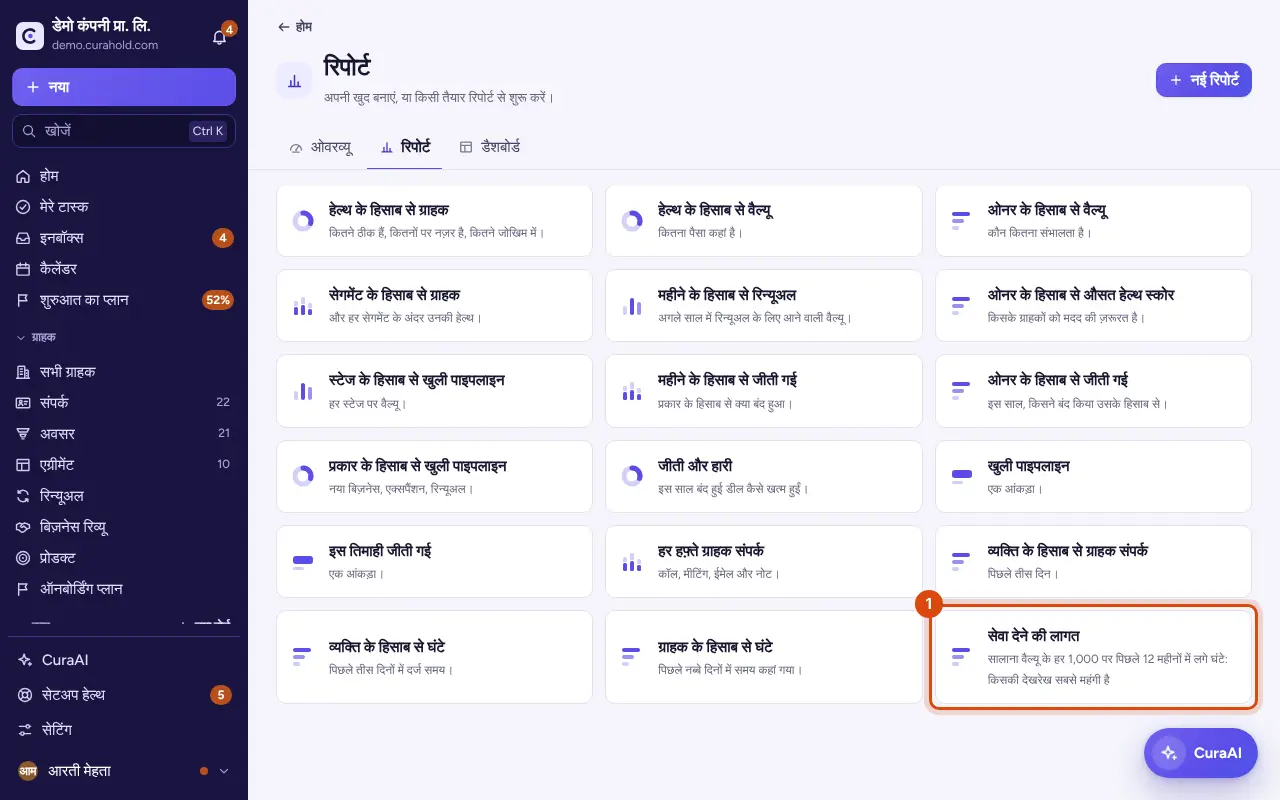 डेमो कंपनी प्रा. लि.
demo.curahold.com
4
नया
खोजें
Ctrl K
होम
मेरे टास्क
इनबॉक्स
4
कैलेंडर
शुरुआत का प्लान
52%
ग्राहक
सभी ग्राहक
संपर्क
22
अवसर
21
एग्रीमेंट
10
रिन्यूअल
बिज़नेस रिव्यू
प्रोडक्ट
ऑनबोर्डिंग प्लान
CuraAI
सेटअप हेल्थ
5
सेटिंग
आम
आरती मेहता
होम
रिपोर्ट
अपनी खुद बनाएं, या किसी तैयार रिपोर्ट से शुरू करें।
नई रिपोर्ट
ओवरव्यू
रिपोर्ट
डैशबोर्ड
हेल्थ के हिसाब से ग्राहक
कितने ठीक हैं, कितनों पर नज़र है, कितने जोखिम में।
हेल्थ के हिसाब से वैल्यू
कितना पैसा कहां है।
ओनर के हिसाब से वैल्यू
कौन कितना संभालता है।
सेगमेंट के हिसाब से ग्राहक
और हर सेगमेंट के अंदर उनकी हेल्थ।
महीने के हिसाब से रिन्यूअल
अगले साल में रिन्यूअल के लिए आने वाली वैल्यू।
ओनर के हिसाब से औसत हेल्थ स्कोर
किसके ग्राहकों को मदद की ज़रूरत है।
स्टेज के हिसाब से खुली पाइपलाइन
हर स्टेज पर वैल्यू।
महीने के हिसाब से जीती गई
प्रकार के हिसाब से क्या बंद हुआ।
ओनर के हिसाब से जीती गई
इस साल, किसने बंद किया उसके हिसाब से।
प्रकार के हिसाब से खुली पाइपलाइन
नया बिज़नेस, एक्सपैंशन, रिन्यूअल।
जीती और हारी
इस साल बंद हुई डील कैसे खत्म हुईं।
खुली पाइपलाइन
एक आंकड़ा।
इस तिमाही जीती गई
एक आंकड़ा।
हर हफ़्ते ग्राहक संपर्क
कॉल, मीटिंग, ईमेल और नोट।
व्यक्ति के हिसाब से ग्राहक संपर्क
पिछले तीस दिन।
व्यक्ति के हिसाब से घंटे
पिछले तीस दिनों में दर्ज समय।
ग्राहक के हिसाब से घंटे
पिछले नब्बे दिनों में समय कहां गया।
1
सेवा देने की लागत
सालाना वैल्यू के हर 1,000 पर पिछले 12 महीनों में लगे घंटे:
किसकी देखरेख सबसे महंगी है
CuraAI